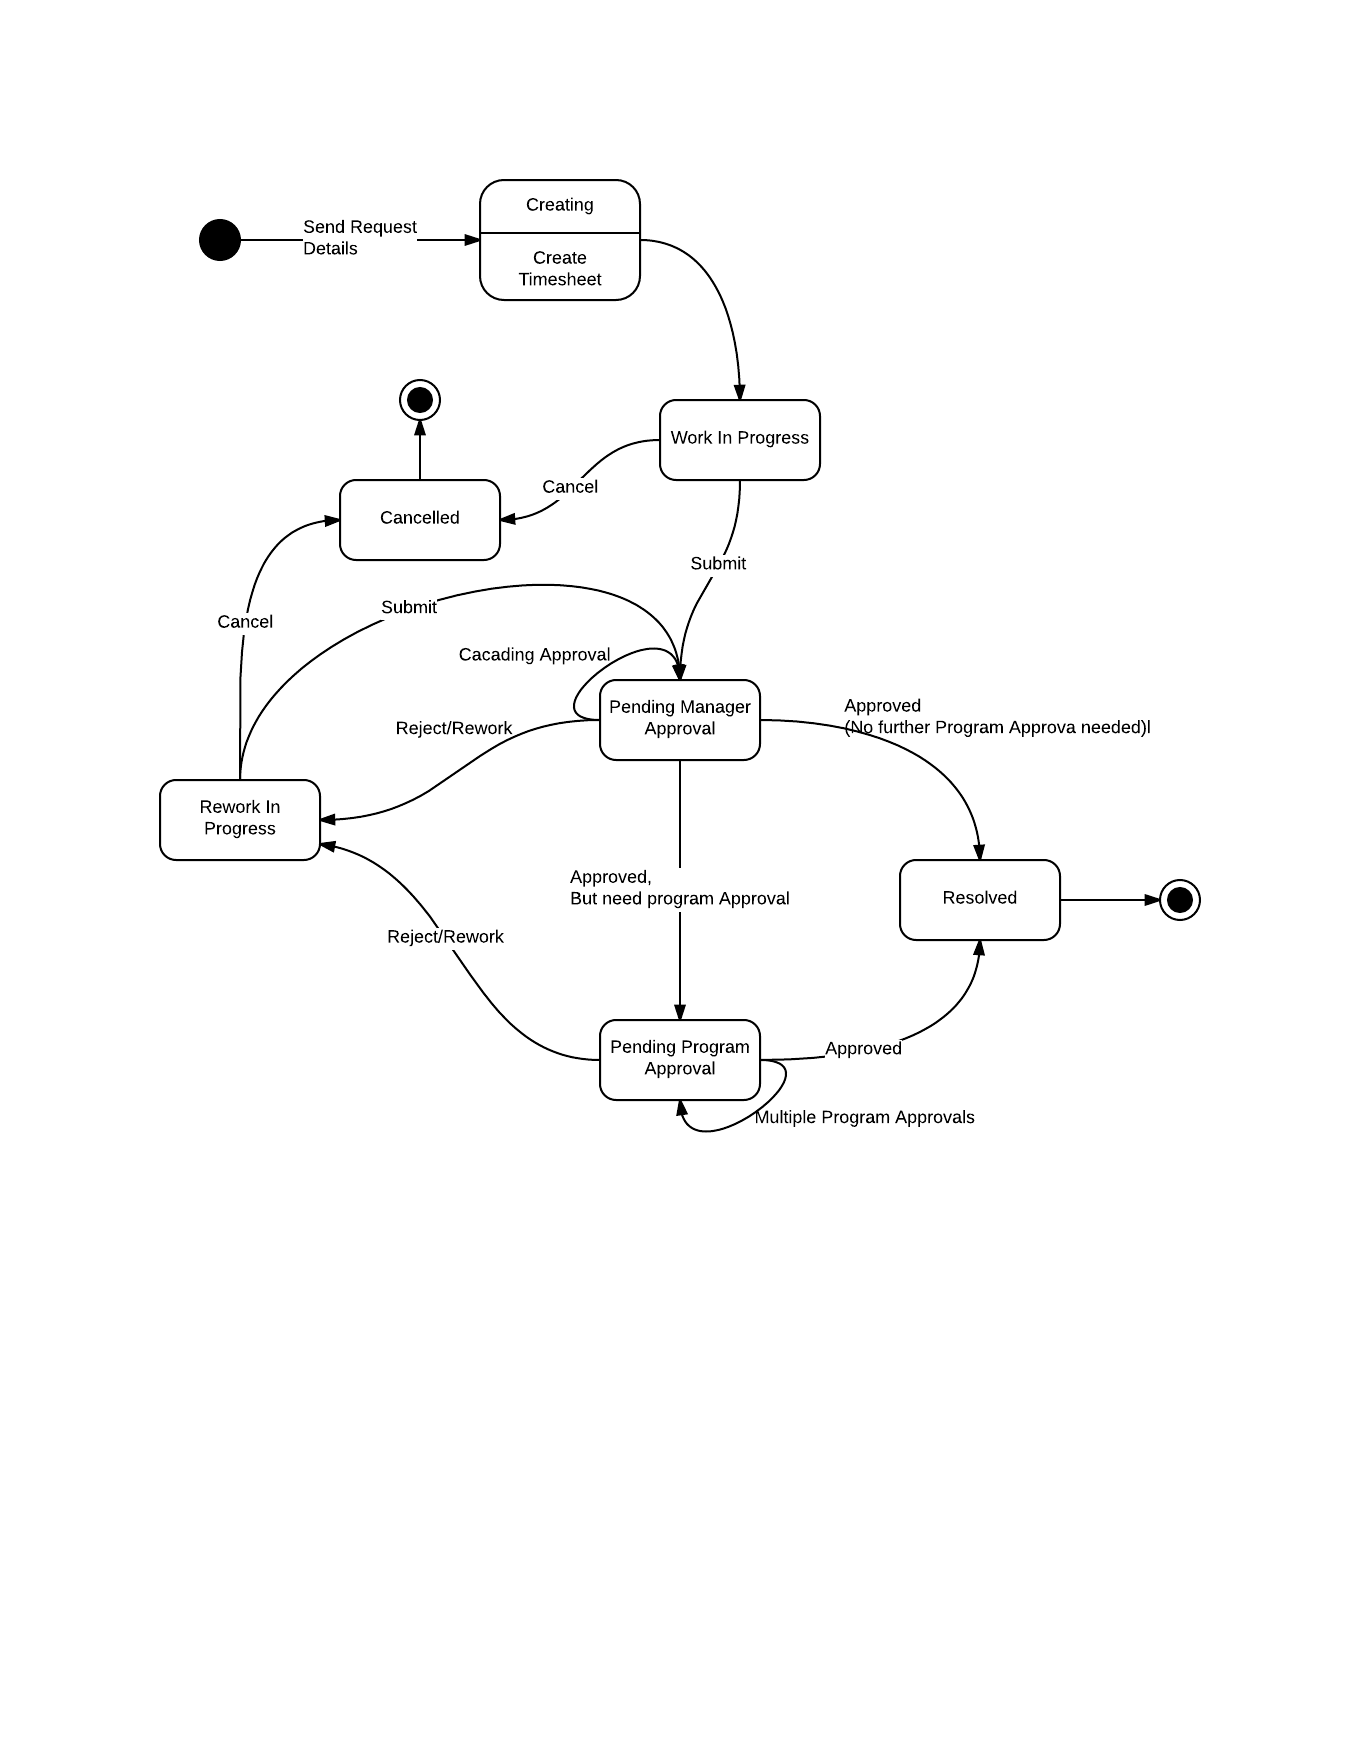 Creating
Send Request
Details
Create
Timesheet
Work In Progress
Cancel
Cancelled
Submit
Submit
Cancel
Cacading Approval
Approved
(No further Program Approva needed)l
Pending Manager
Approval
Reject/Rework
Rework In
Progress
Approved,
But need program Approval
Resolved
Reject/Rework
Pending Program
Approval
Approved
Multiple Program Approvals